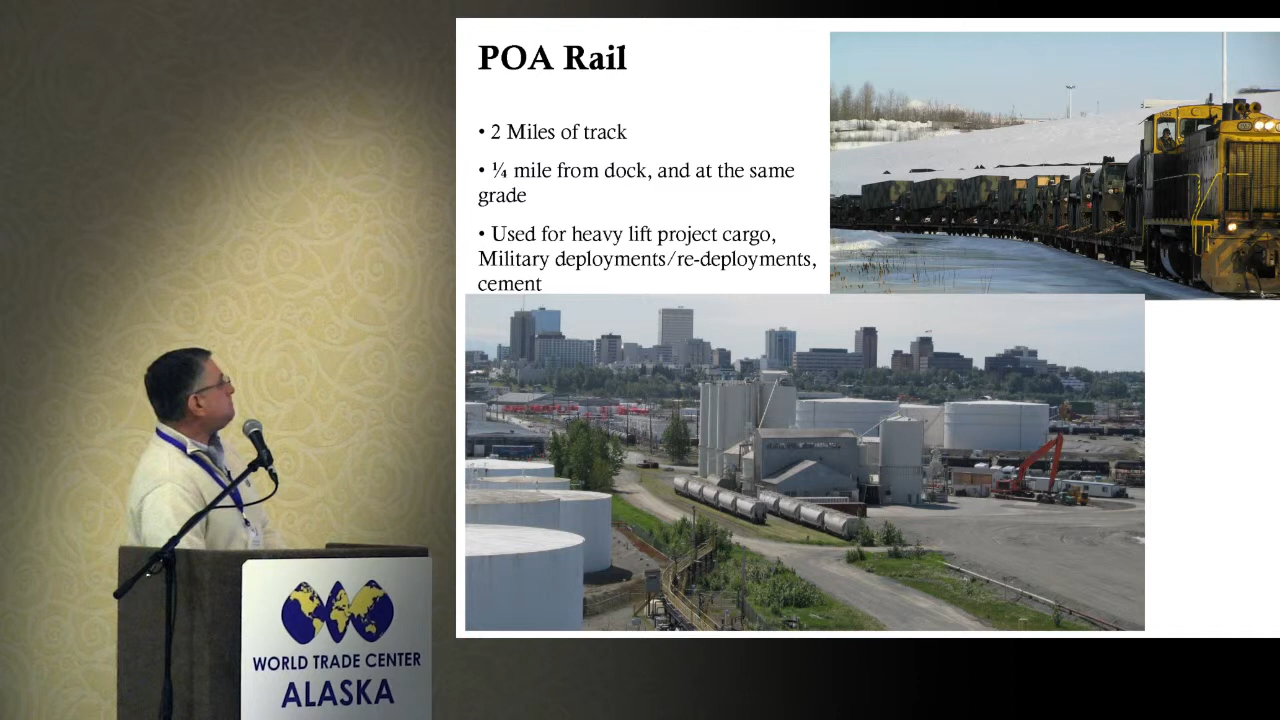 POA Rail
• 2 Miles of track
• ¼ mile from dock, and at the same
grade
• Used for heavy lift project cargo,
Military deployments/re-deployments,
cement
WORLD TRADE CENTER
ALASKA